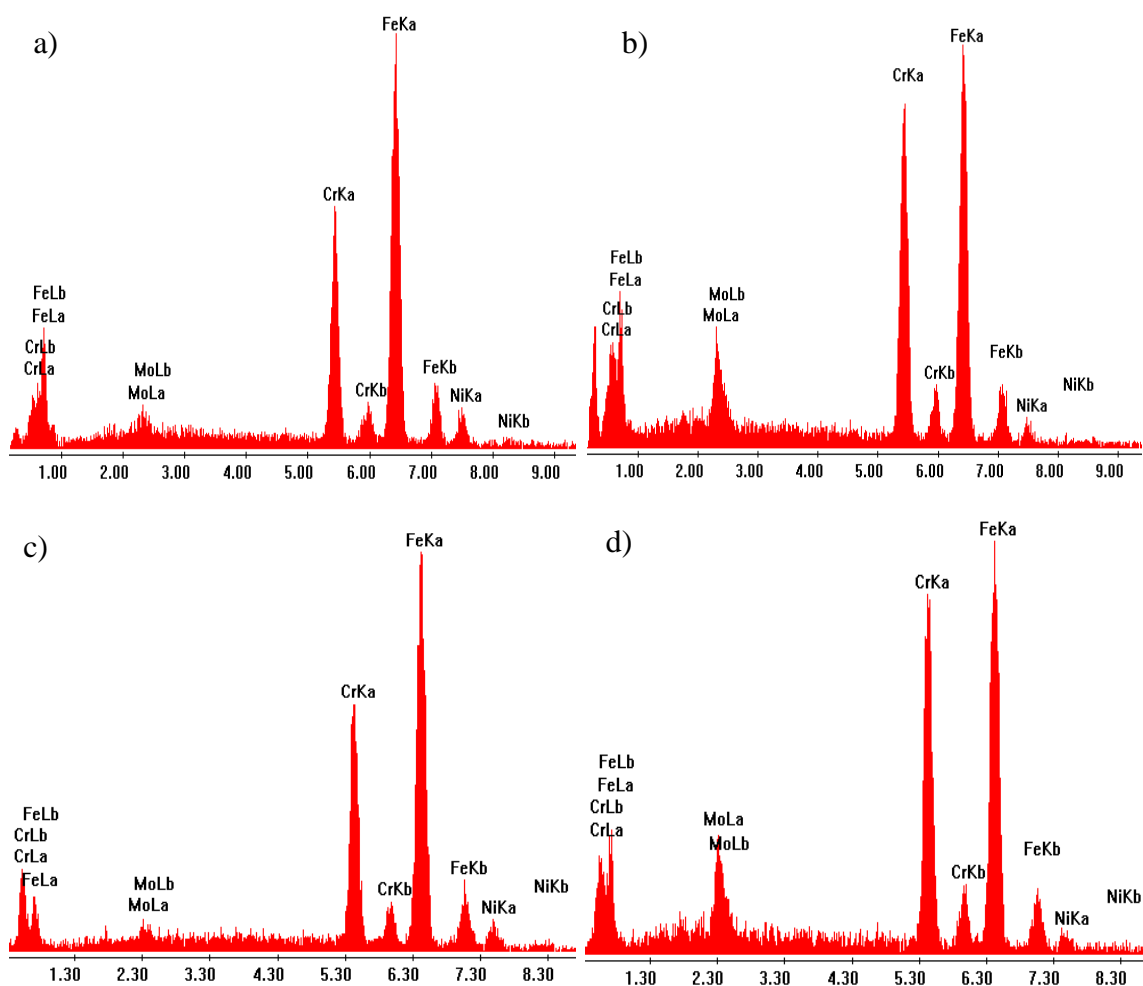 a)
FeKa
CrKa
FeLb
FeLa
CrLb
CrLa
MoLb
MoLa
CrKb
FeKb
NiKa
NiKb
1.00 2.00 3.00 4.00 5.00 6.00 7.00 8.00 9.00
b)
FeKa
CrKa
FeLb
FeLa
CrLb
CrLa
MoLb
MoLa
CrKb
FeKb
NiKa
NiKb
1.00 2.00 3.00 4.00 5.00 6.00 7.00 8.00 9.00
c)
FeKa
CrKa
FeLb
CrLb
CrLa
FeLa
MoLb
MoLa
CrKb
FeKb
NiKa
NiKb
1.30 2.30 3.30 4.30 5.30 6.30 7.30 8.30
d)
FeKa
CrKa
FeLb
FeLa
CrLb
CrLa
MoLa
MoLb
CrKb
FeKb
NiKa
NiKb
1.30 2.30 3.30 4.30 5.30 6.30 7.30 8.30